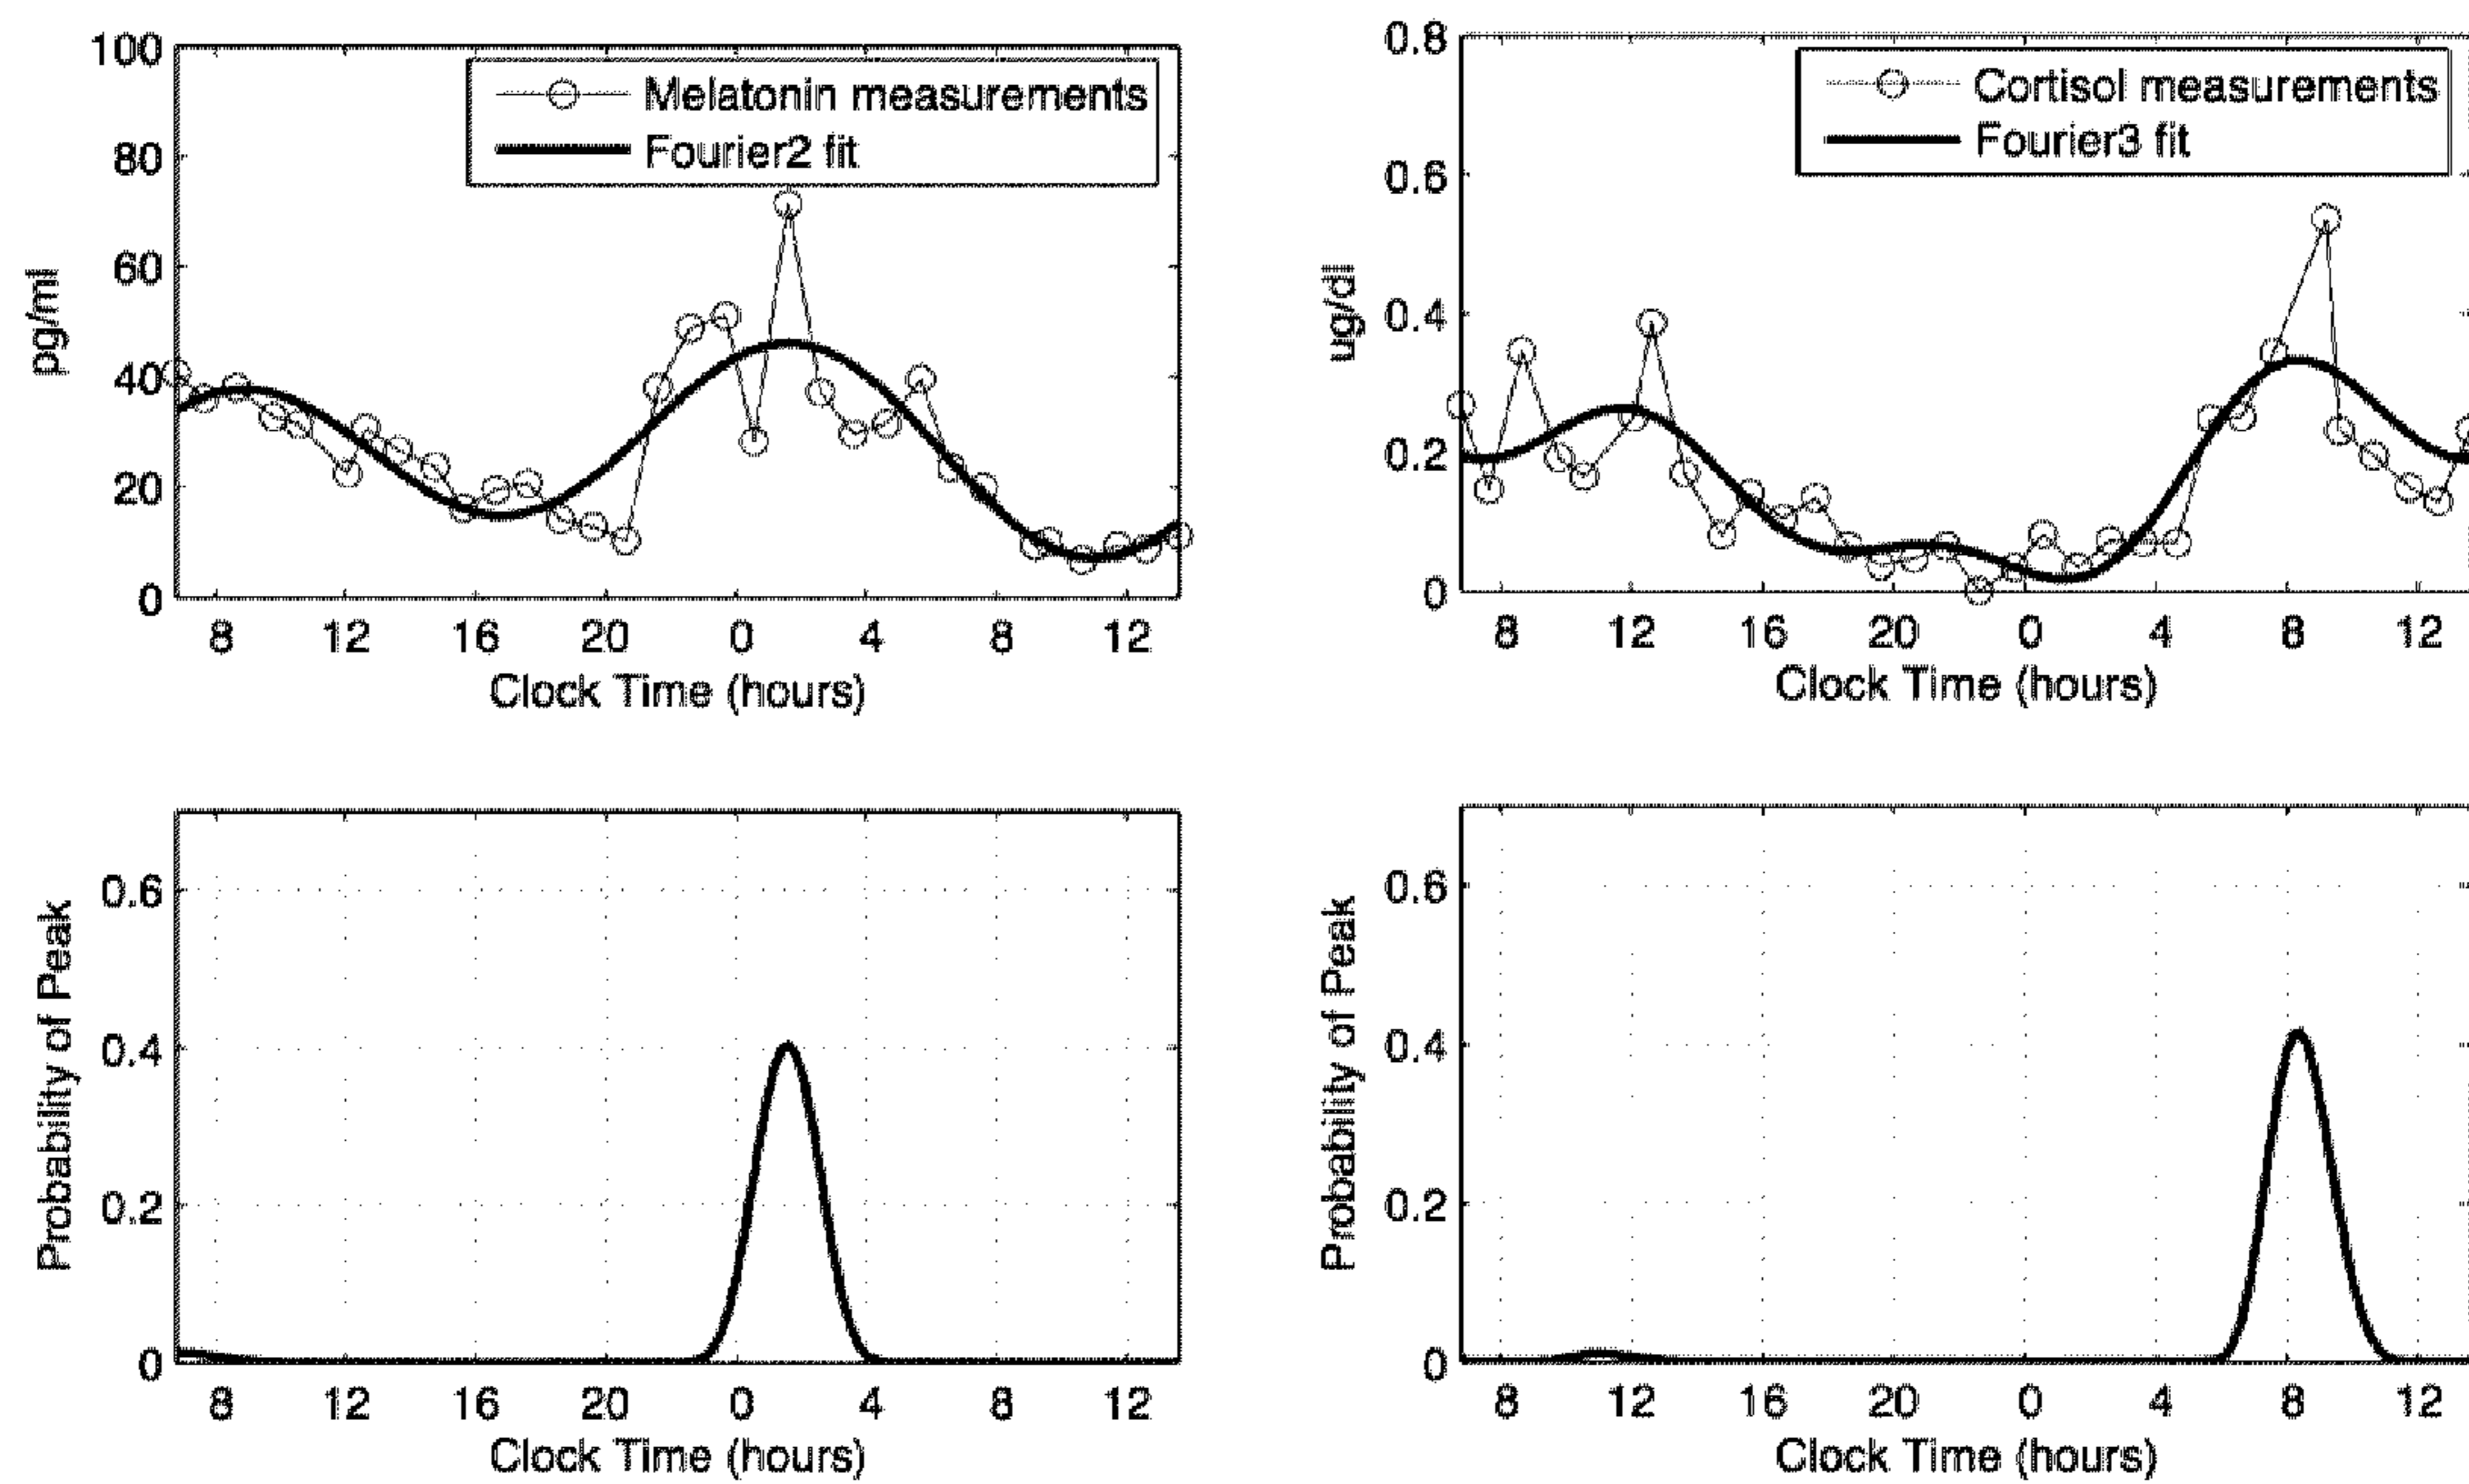 100
80
60
40
20
0
pg/ml
Melatonin measurements
Fourier2 fit
8 12 16 20 0 4 8 12
Clock Time (hours)
0.8
0.6
0.4
0.2
0
ug/dl
Cortisol measurements
Fourier3 fit
8 12 16 20 0 4 8 12
Clock Time (hours)
0.6
0.4
0.2
0
Probability of Peak
8 12 16 20 0 4 8 12
Clock Time (hours)
0.6
0.4
0.2
0
Probability of Peak
8 12 16 20 0 4 8 12
Clock Time (hours)